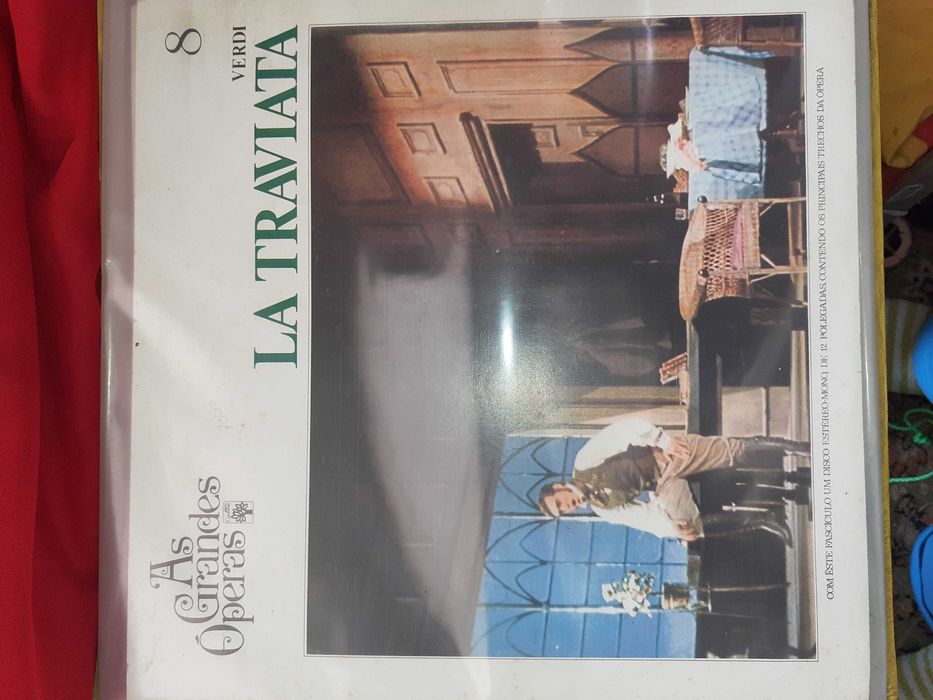 As
Grandes
Óperas
8
VERDI
LA TRAVIATA
COM ÊSTE FASCÍCULO UM DISCO ESTÉREO-MONO, DE 12 POLEGADAS, CONTENDO OS PRINCIPAIS TRECHOS DA ÓPERA